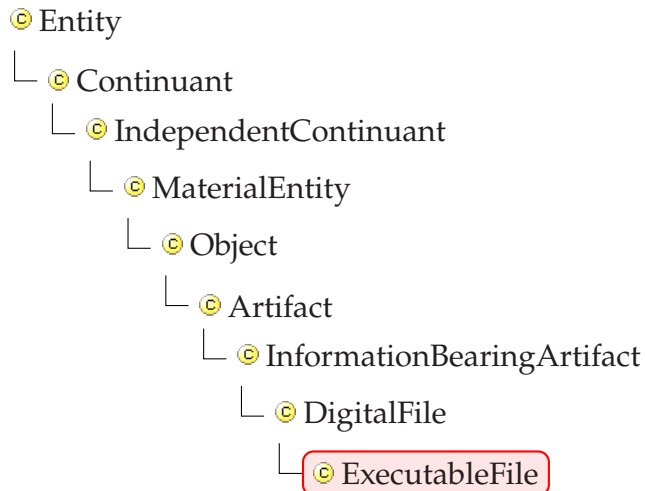 C Entity
C Continuant
C IndependentContinuant
C MaterialEntity
C Object
C Artifact
C InformationBearingArtifact
C DigitalFile
C ExecutableFile